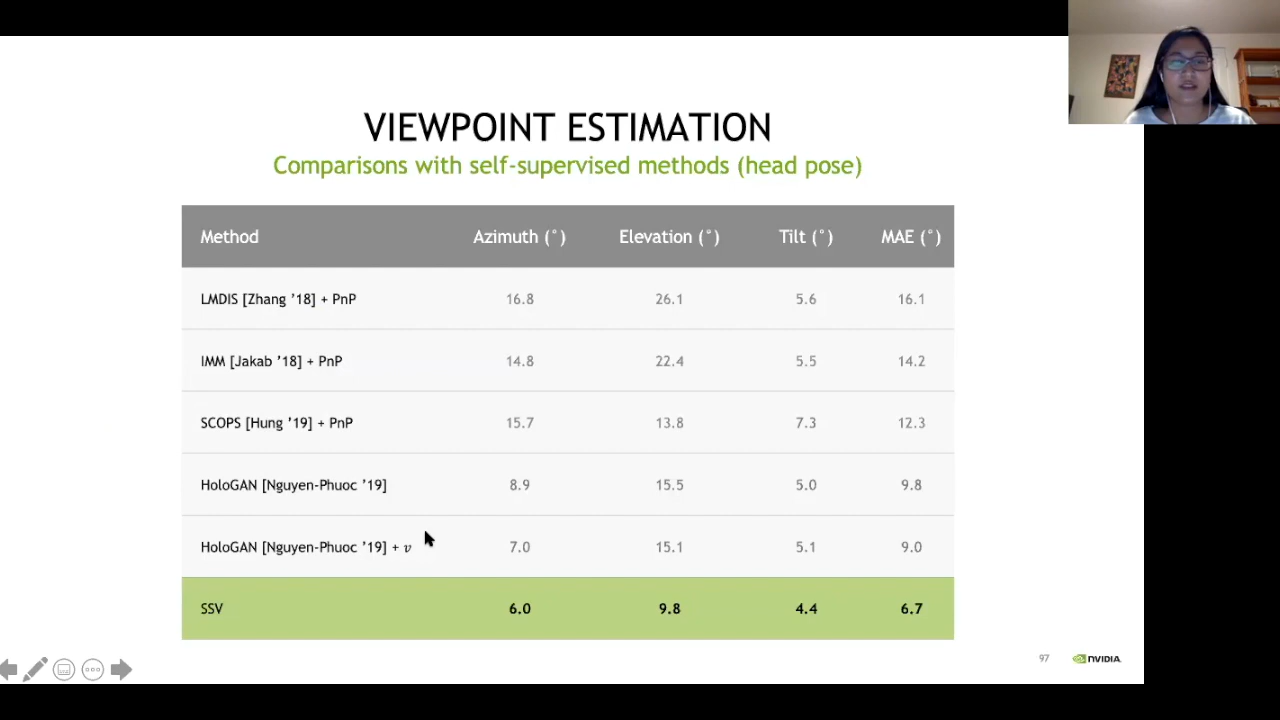 VIEWPOINT ESTIMATION
Comparisons with self-supervised methods (head pose)
Method Azimuth (°) Elevation (°) Tilt (°) MAE (°)
LMDIS [Zhang ’18] + PnP 16.8 26.1 5.6 16.1
IMM [Jakab ’18] + PnP 14.8 22.4 5.5 14.2
SCOPS [Hung ’19] + PnP 15.7 13.8 7.3 12.3
HoloGAN [Nguyen-Phuoc ’19] 8.9 15.5 5.0 9.8
HoloGAN [Nguyen-Phuoc ’19] + v 7.0 15.1 5.1 9.0
SSV 6.0 9.8 4.4 6.7
97 NVIDIA.